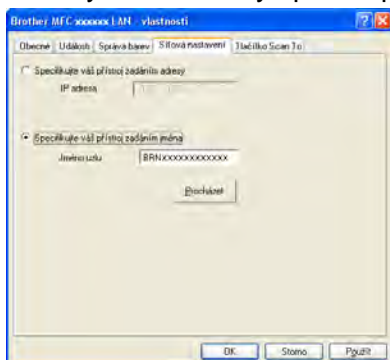 Brother MFC-xxxxxx LAN - vlastnosti
Obecné Události Správa barev Síťová nastavení Tlačítko Scan To
Specifikujte váš přístroj zadáním adresy
IP adresa
Specifikujte váš přístroj zadáním jména
Jméno uzlu BRNxxxxxxxxxxxx
Procházet
OK Storno Použít